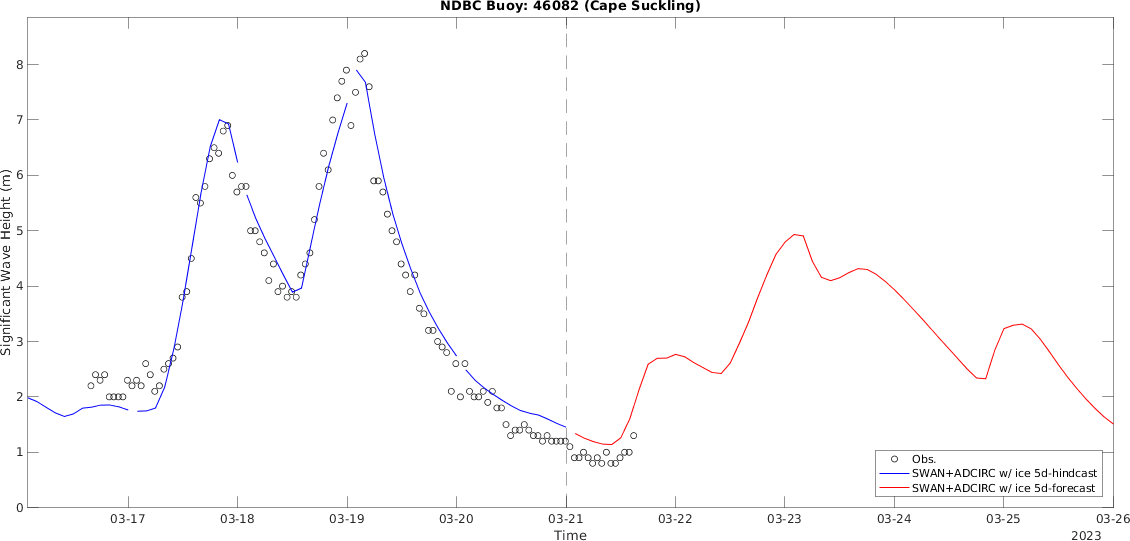 NDBC Buoy: 46082 (Cape Suckling)
Significant Wave Height (m)
8
7
6
5
4
3
2
1
0
Obs.
SWAN+ADCIRC w/ ice 5d-hindcast
SWAN+ADCIRC w/ ice 5d-forecast
03-17 03-18 03-19 03-20 03-21 03-22 03-23 03-24 03-25 03-26
Time
2023